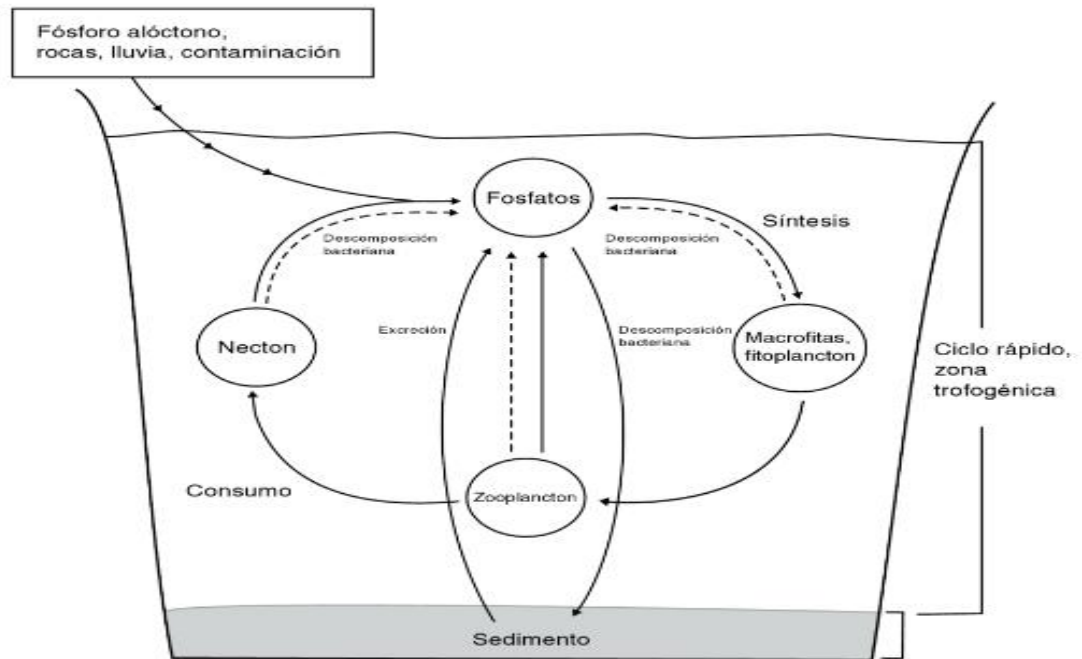 Fósforo alóctono,
rocas, lluvia, contaminación
Fosfatos
Síntesis
Descomposición
bacteriana
Descomposición
bacteriana
Excreción
Descomposición
bacteriana
Necton
Macrofitas,
fitoplancton
Ciclo rápido,
zona
trofogénica
Consumo
Zooplancton
Sedimento